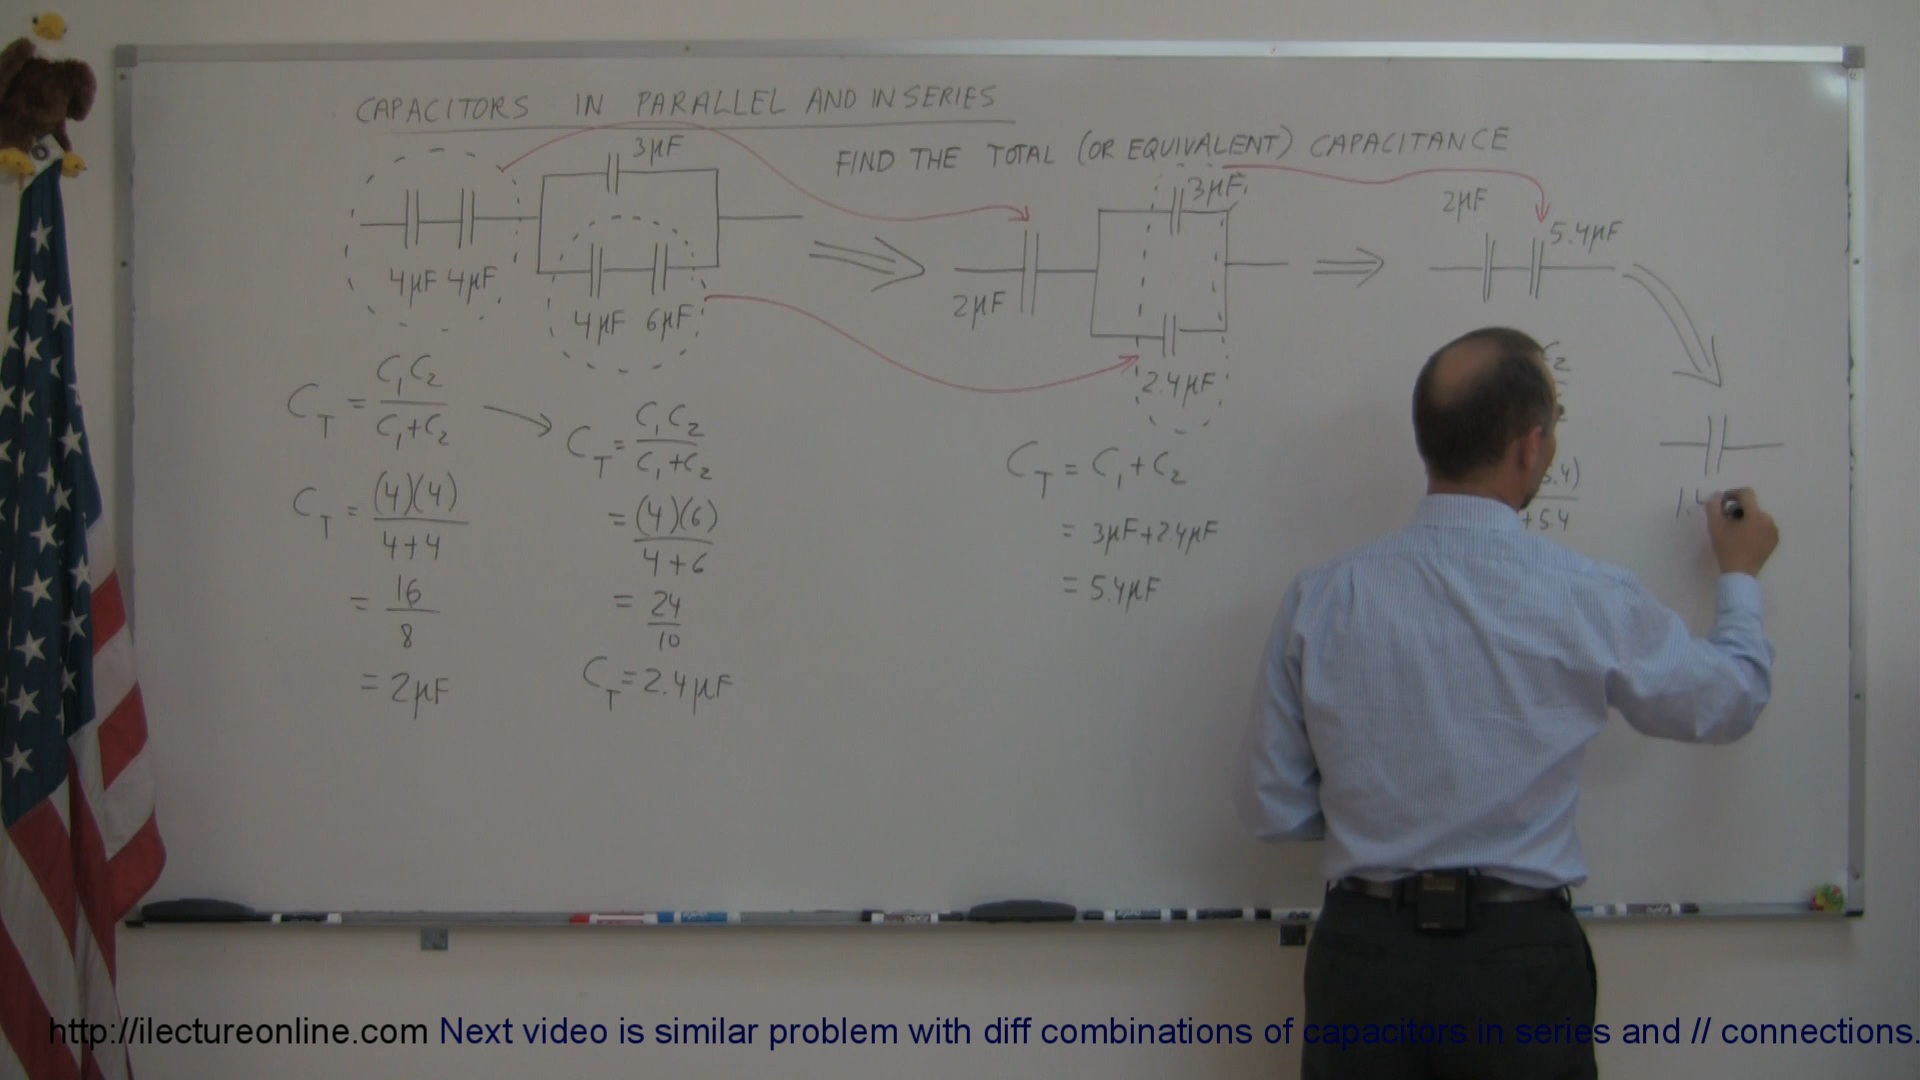 CAPACITORS IN PARALLEL AND IN SERIES
FIND THE TOTAL (OR EQUIVALENT) CAPACITANCE
3μF
4μF 4μF
4μF 6μF
2μF
3μF
2.4μF
2μF
5.4μF
C_T = C₁C₂ / C₁+C₂
C_T = (4)(4) / 4+4
= 16 / 8
= 2μF
C_T = C₁C₂ / C₁+C₂
= (4)(6) / 4+6
= 24 / 10
C_T = 2.4μF
C_T = C₁ + C₂
= 3μF+2.4μF
= 5.4μF
+5.4
1.4
http://ilectureonline.com Next video is similar problem with diff combinations of capacitors in series and // connections.